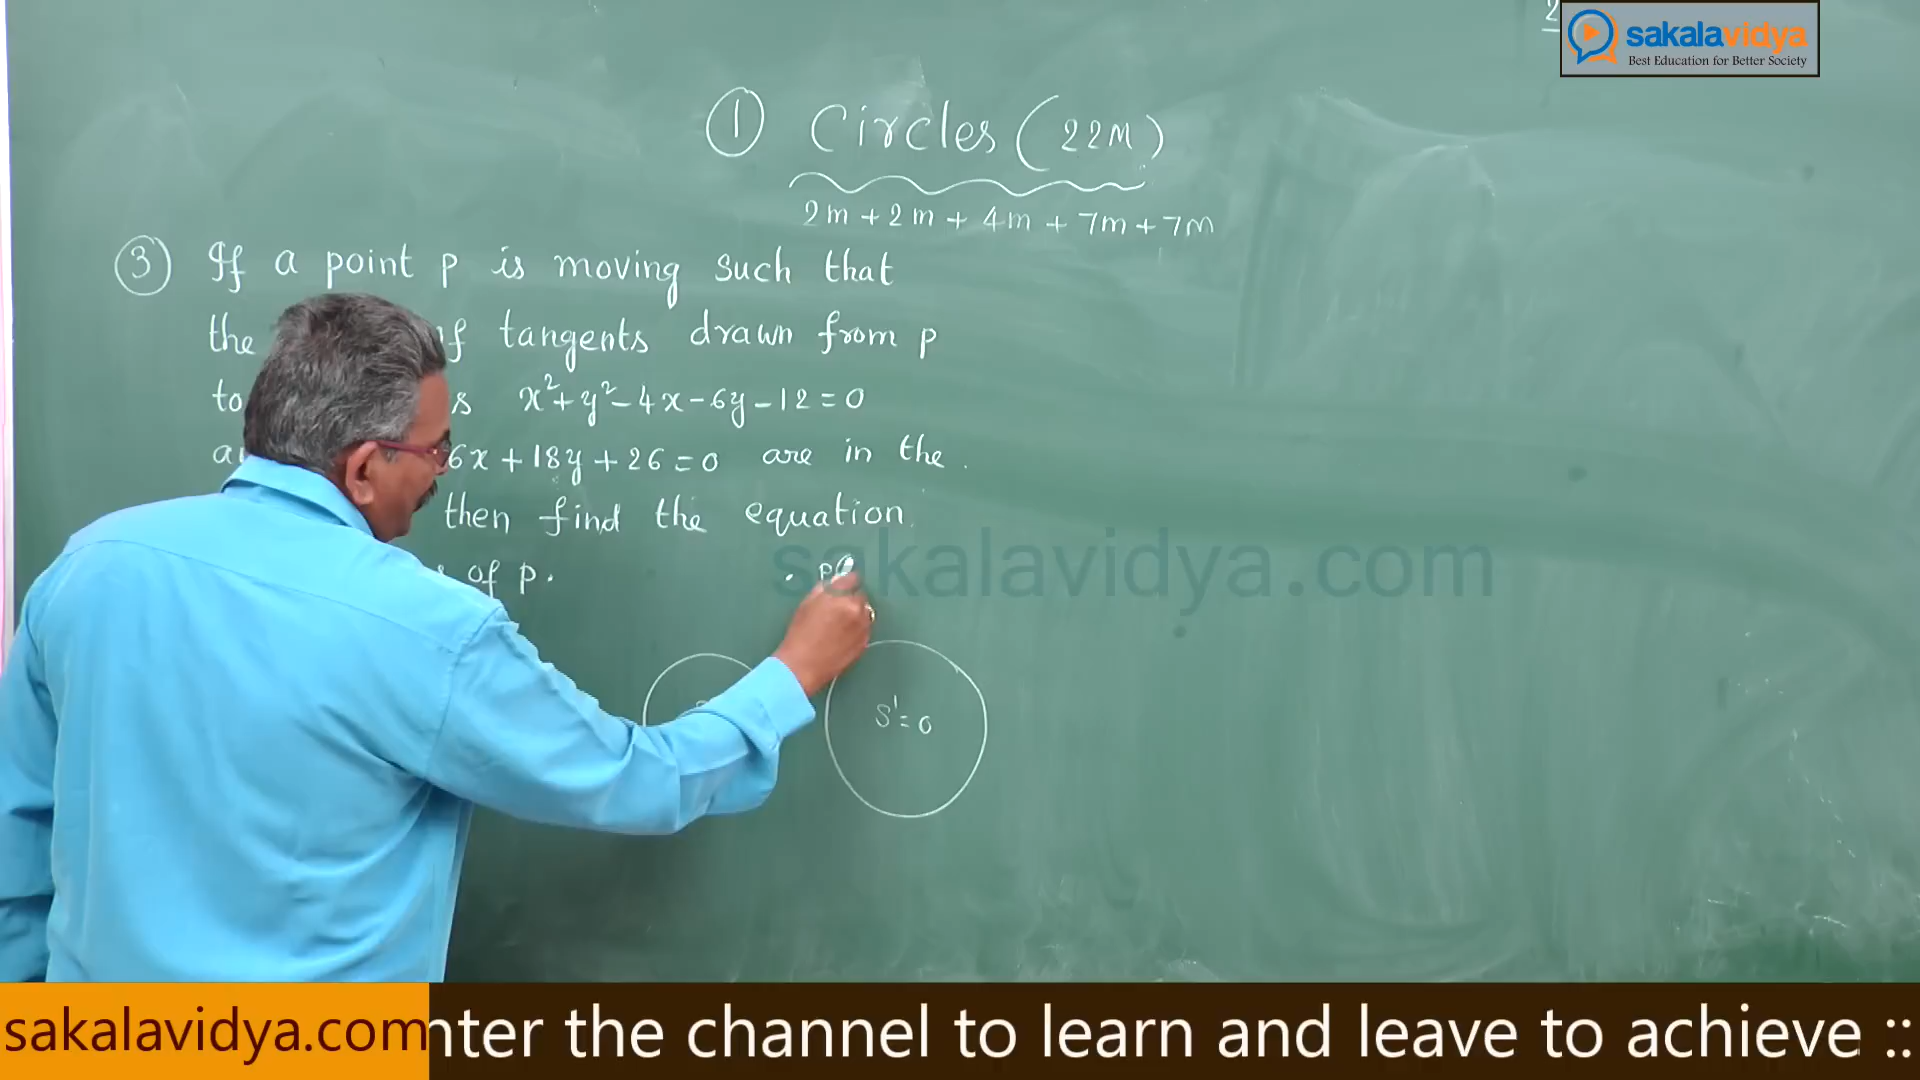 sakalavidya
Best Education for Better Society
① Circles (22M)
2m + 2m + 4m + 7m + 7m
③ If a point p is moving such that
the of tangents drawn from p
to s x²+y²-4x-6y-12=0
6x+18y+26=0 are in the
then find the equation
of p.
. P(
S'=0
sakalavidya.com
sakalavidya.com
nter the channel to learn and leave to achieve ::